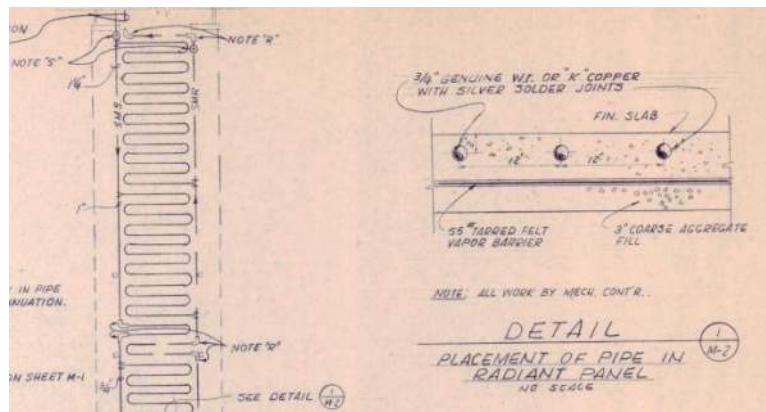 ON
NOTE "R"
NOTE "S"
1¼"
SMS
SMR
1"
IN PIPE
NUATION.
NOTE "R"
ON SHEET M-1
¾"
SEE DETAIL 1
M-2
3/4" GENUINE W.I. OR "K" COPPER
WITH SILVER SOLDER JOINTS
FIN. SLAB
12" 12"
55# TARRED FELT
VAPOR BARRIER
3" COARSE AGGREGATE
FILL
NOTE: ALL WORK BY MECH. CONTR..
DETAIL 1
M-2
PLACEMENT OF PIPE IN
RADIANT PANEL
NO SCALE